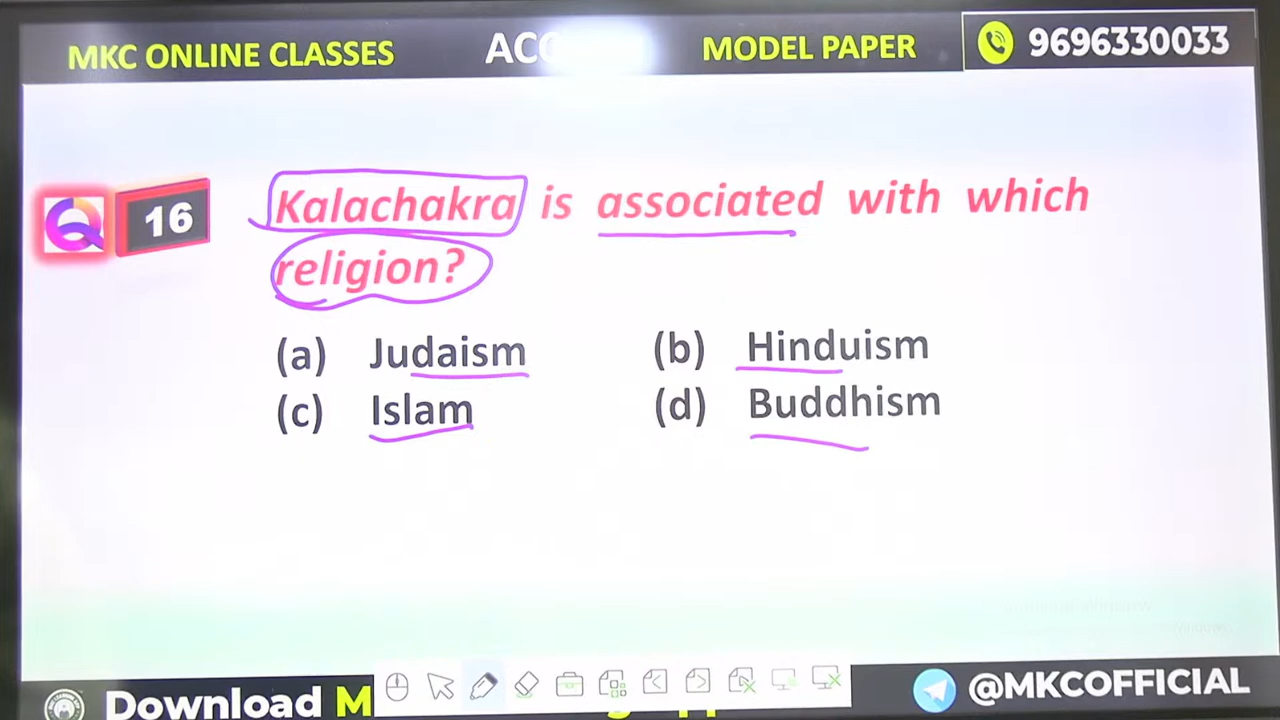 MKC ONLINE CLASSES
MODEL PAPER
9696330033
16
Kalachakra is associated with which
religion?
(a) Judaism
(b) Hinduism
(c) Islam
(d) Buddhism
Download
@MKCOFFICIAL